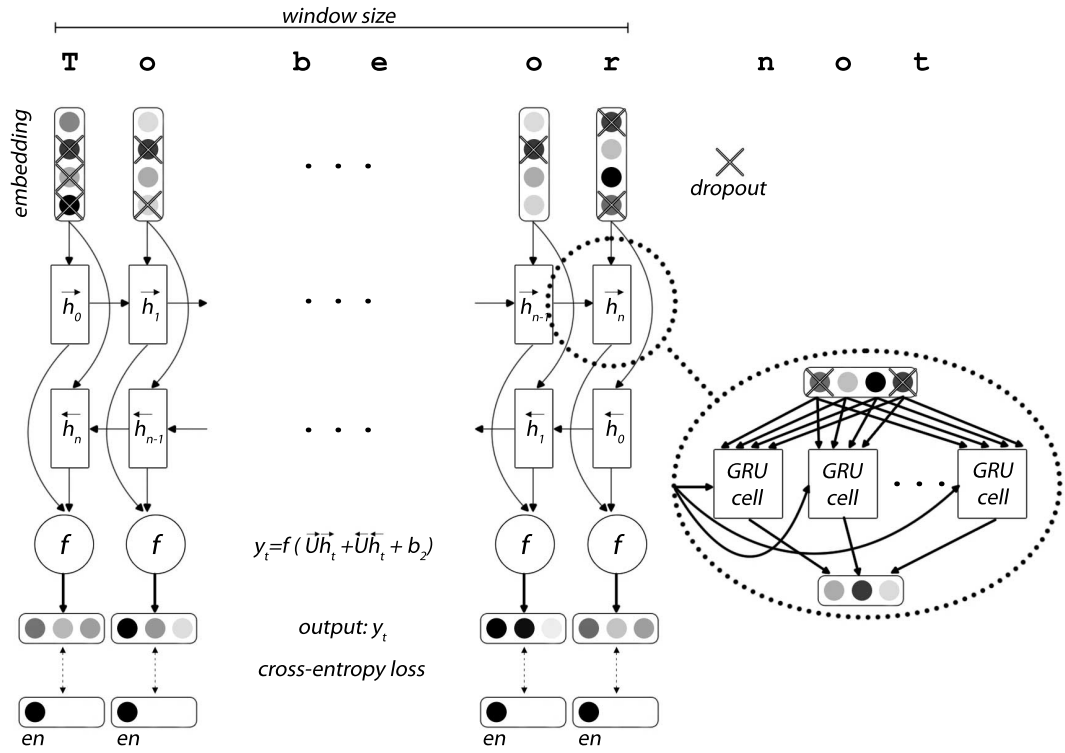 window size
T o b e o r n o t
embedding
. . .
dropout
h0 h1 . . . hn-1 hn
hn hn-1 . . . h1 h0
GRU cell GRU cell . . . GRU cell
f f yt=f ( Uht +Uht + b2) f f
output: yt
cross-entropy loss
en en en en